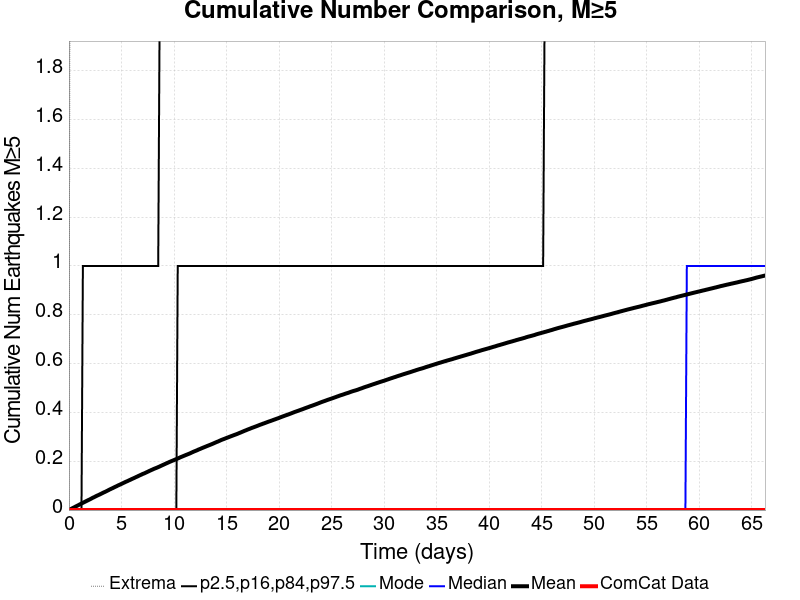 Cumulative Number Comparison, M≥5
Cumulative Num Earthquakes M≥5
1.8
1.6
1.4
1.2
1
0.8
0.6
0.4
0.2
0
0 5 10 15 20 25 30 35 40 45 50 55 60 65
Time (days)
Extrema p2.5,p16,p84,p97.5 Mode Median Mean ComCat Data